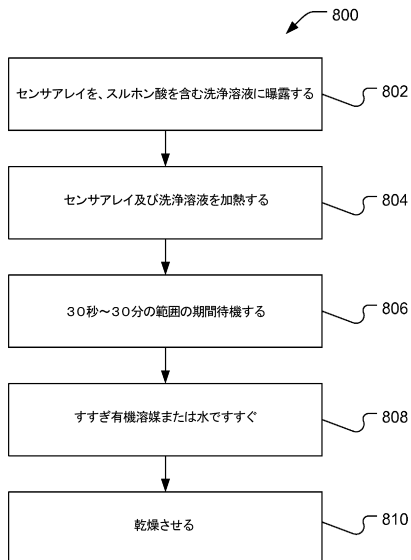 800
センサアレイを、スルホン酸を含む洗浄溶液に曝露する
802
センサアレイ及び洗浄溶液を加熱する
804
３０秒～３０分の範囲の期間待機する
806
すすぎ有機溶媒または水ですすぐ
808
乾燥させる
810